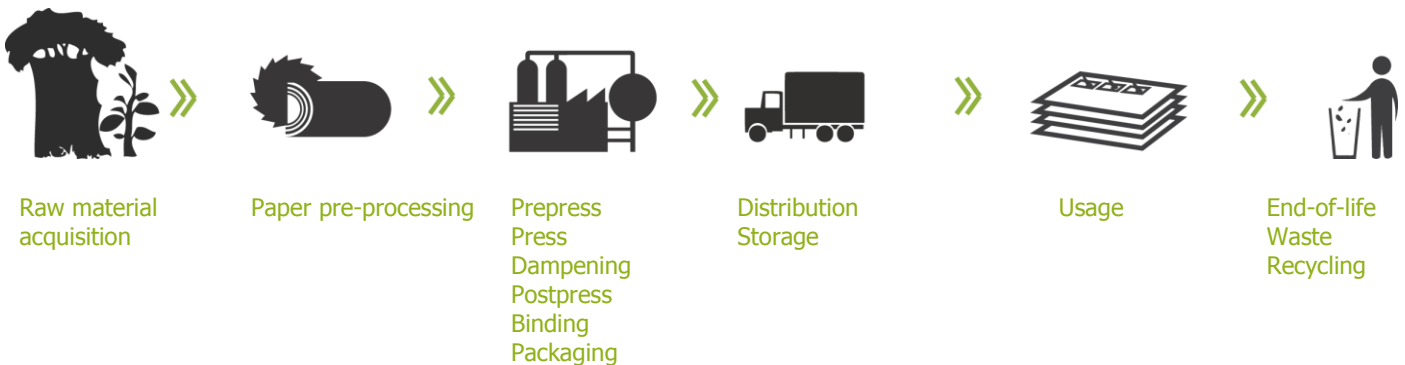 Raw material
acquisition
Paper pre-processing
Prepress
Press
Dampening
Postpress
Binding
Packaging
Distribution
Storage
Usage
End-of-life
Waste
Recycling